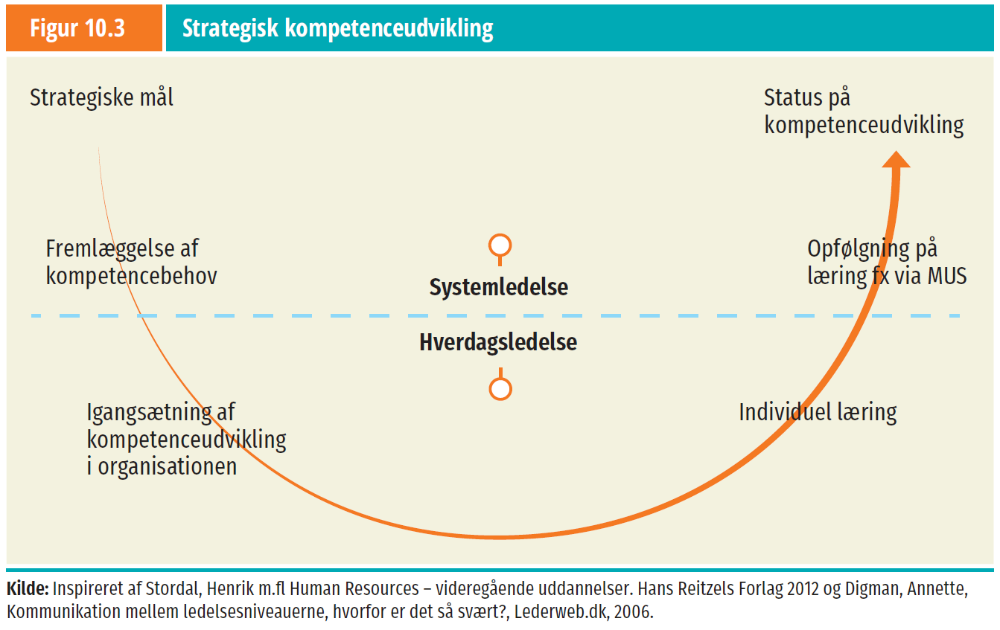 Figur 10.3
Strategisk kompetenceudvikling
Strategiske mål
Status på
kompetenceudvikling
Fremlæggelse af
kompetencebehov
Opfølgning på
læring fx via MUS
Systemledelse
Hverdagsledelse
Igangsætning af
kompetenceudvikling
i organisationen
Individuel læring
Kilde: Inspireret af Stordal, Henrik m.fl Human Resources – videregående uddannelser. Hans Reitzels Forlag 2012 og Digman, Annette,
Kommunikation mellem ledelsesniveauerne, hvorfor er det så svært?, Lederweb.dk, 2006.